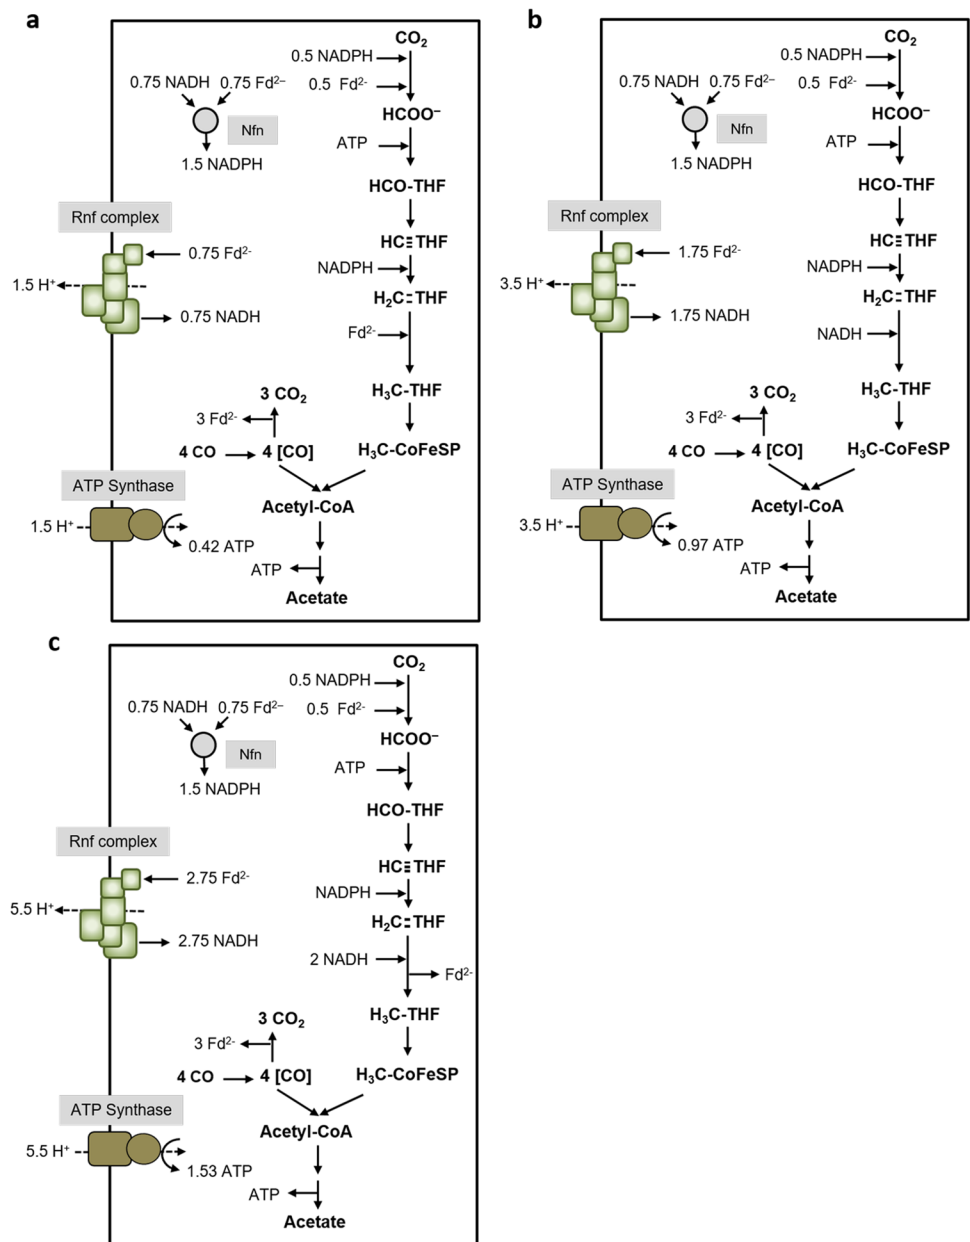 a
CO₂
0.5 NADPH
0.75 NADH 0.75 Fd²⁻
0.5 Fd²⁻
HCOO⁻
Nfn
ATP
1.5 NADPH
HCO-THF
Rnf complex
HC≡THF
0.75 Fd²⁻
NADPH
1.5 H⁺
H₂C=THF
0.75 NADH
Fd²⁻
H₃C-THF
3 CO₂
3 Fd²⁻
4 CO 4 [CO] H₃C-CoFeSP
ATP Synthase
Acetyl-CoA
1.5 H⁺
0.42 ATP
ATP
Acetate
b
CO₂
0.5 NADPH
0.75 NADH 0.75 Fd²⁻
0.5 Fd²⁻
HCOO⁻
Nfn
ATP
1.5 NADPH
HCO-THF
Rnf complex
HC≡THF
1.75 Fd²⁻
NADPH
3.5 H⁺
H₂C=THF
1.75 NADH
NADH
H₃C-THF
3 CO₂
3 Fd²⁻
4 CO 4 [CO] H₃C-CoFeSP
ATP Synthase
Acetyl-CoA
3.5 H⁺
0.97 ATP
ATP
Acetate
c
CO₂
0.5 NADPH
0.75 NADH 0.75 Fd²⁻
0.5 Fd²⁻
HCOO⁻
Nfn
ATP
1.5 NADPH
HCO-THF
Rnf complex
HC≡THF
2.75 Fd²⁻
NADPH
5.5 H⁺
H₂C=THF
2.75 NADH
2 NADH
Fd²⁻
H₃C-THF
3 CO₂
3 Fd²⁻
4 CO 4 [CO] H₃C-CoFeSP
ATP Synthase
Acetyl-CoA
5.5 H⁺
1.53 ATP
ATP
Acetate